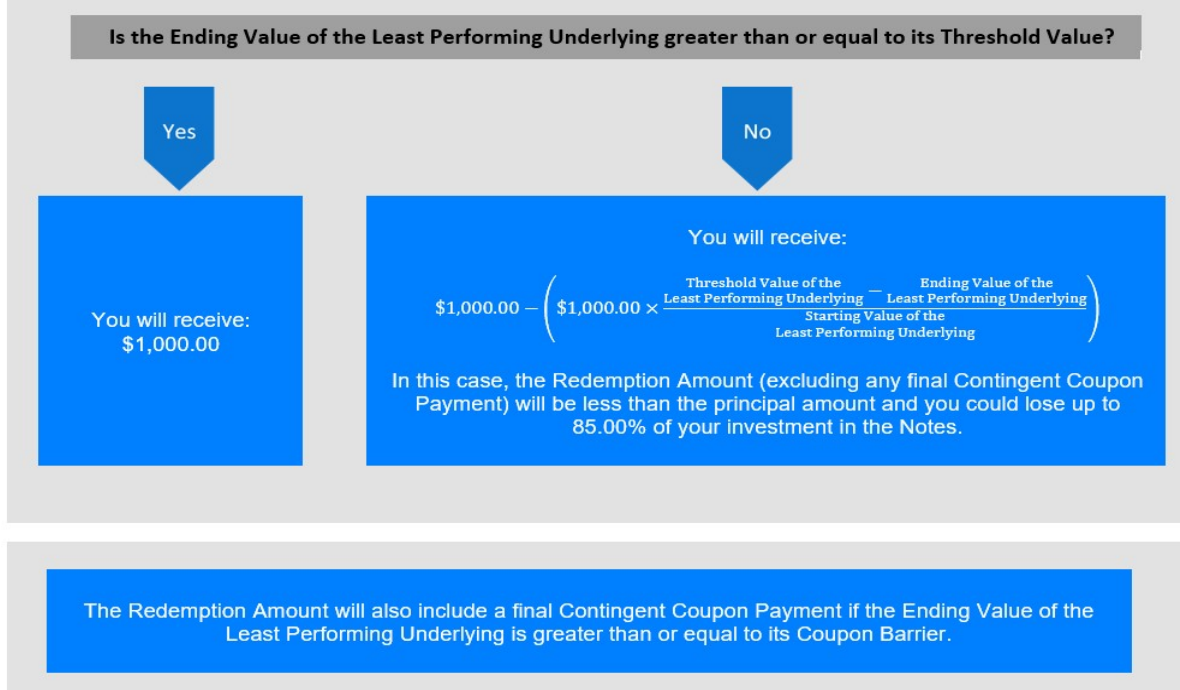 Is the Ending Value of the Least Performing Underlying greater than or equal to its Threshold Value?
Yes
No
You will receive:
$1,000.00
You will receive:
$1,000.00 − ( $1,000.00 × (Threshold Value of the Least Performing Underlying − Ending Value of the Least Performing Underlying) / Starting Value of the Least Performing Underlying )
In this case, the Redemption Amount (excluding any final Contingent Coupon
Payment) will be less than the principal amount and you could lose up to
85.00% of your investment in the Notes.
The Redemption Amount will also include a final Contingent Coupon Payment if the Ending Value of the
Least Performing Underlying is greater than or equal to its Coupon Barrier.